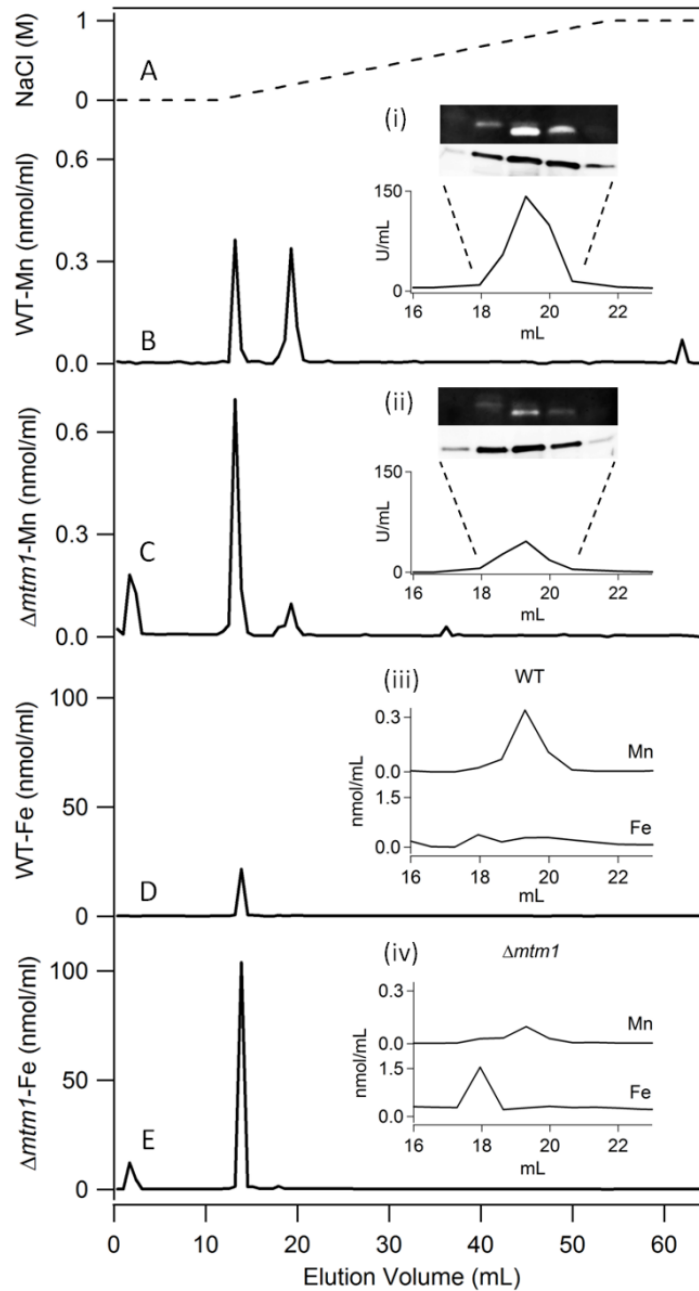 NaCl (M)
1
0
A
WT-Mn (nmol/ml)
0.6
0.3
0.0
B
(i)
U/mL
150
0
16 18 20 22
mL
Δmtm1-Mn (nmol/ml)
0.6
0.3
0.0
C
(ii)
U/mL
150
0
16 18 20 22
mL
WT-Fe (nmol/ml)
100
50
0
D
(iii)
WT
nmol/mL
0.3
0.0
Mn
1.5
0.0
Fe
16 18 20 22
mL
Δmtm1-Fe (nmol/ml)
100
50
0
E
(iv)
Δmtm1
nmol/mL
0.3
0.0
Mn
1.5
0.0
Fe
16 18 20 22
mL
0 10 20 30 40 50 60
Elution Volume (mL)